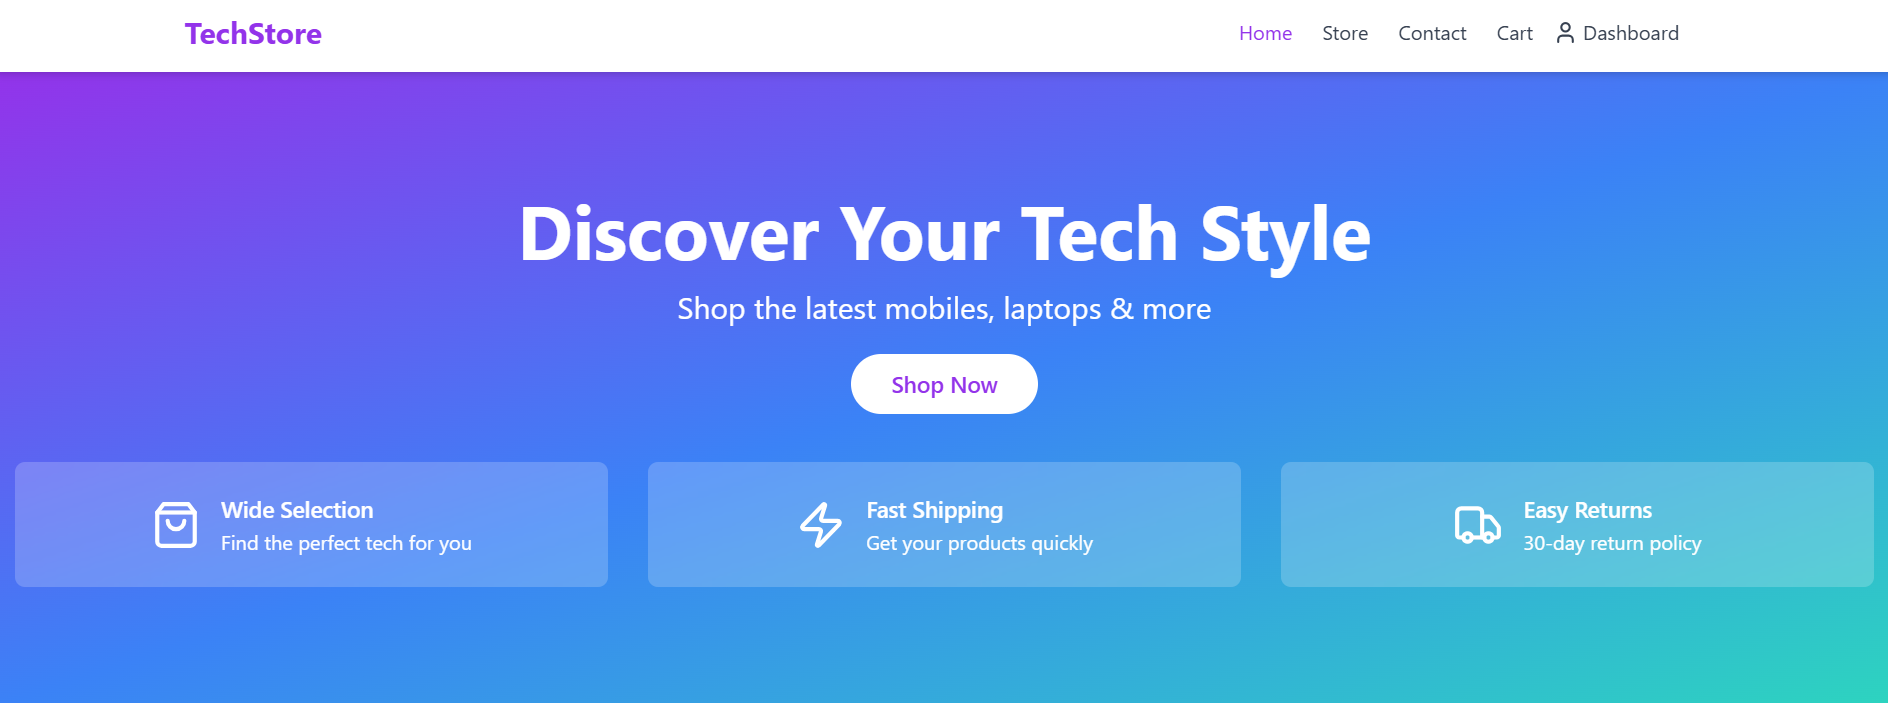 TechStore
Home Store Contact Cart Dashboard
Discover Your Tech Style
Shop the latest mobiles, laptops & more
Shop Now
Wide Selection
Find the perfect tech for you
Fast Shipping
Get your products quickly
Easy Returns
30-day return policy